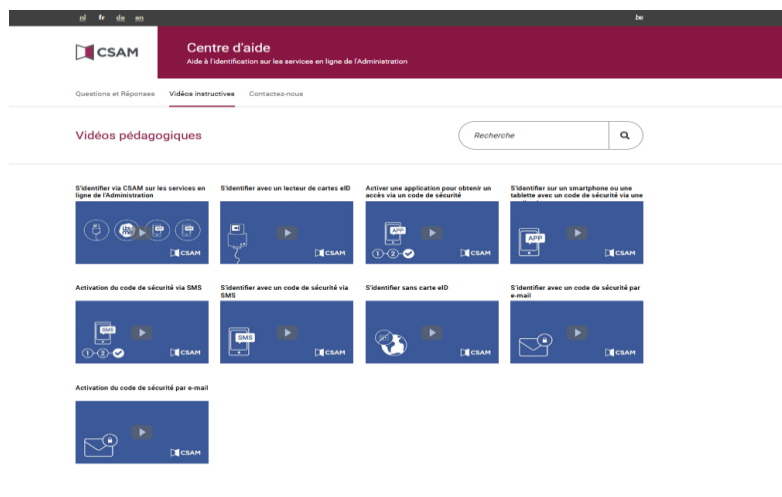 nl fr de en
be
CSAM
Centre d'aide
Aide à l'identification sur les services en ligne de l'Administration
Questions et Réponses Vidéos instructives Contactez-nous
Vidéos pédagogiques
Recherche
S'identifier via CSAM sur les services en
ligne de l'Administration
CSAM
S'identifier avec un lecteur de cartes eID
CSAM
Activer une application pour obtenir un
accès via un code de sécurité
APP
1 2
CSAM
S'identifier sur un smartphone ou une
tablette avec un code de sécurité via une
APP
CSAM
Activation du code de sécurité via SMS
SMS
1 2
CSAM
S'identifier avec un code de sécurité via
SMS
SMS
CSAM
S'identifier sans carte eID
CSAM
S'identifier avec un code de sécurité par
e-mail
CSAM
Activation du code de sécurité par e-mail
CSAM